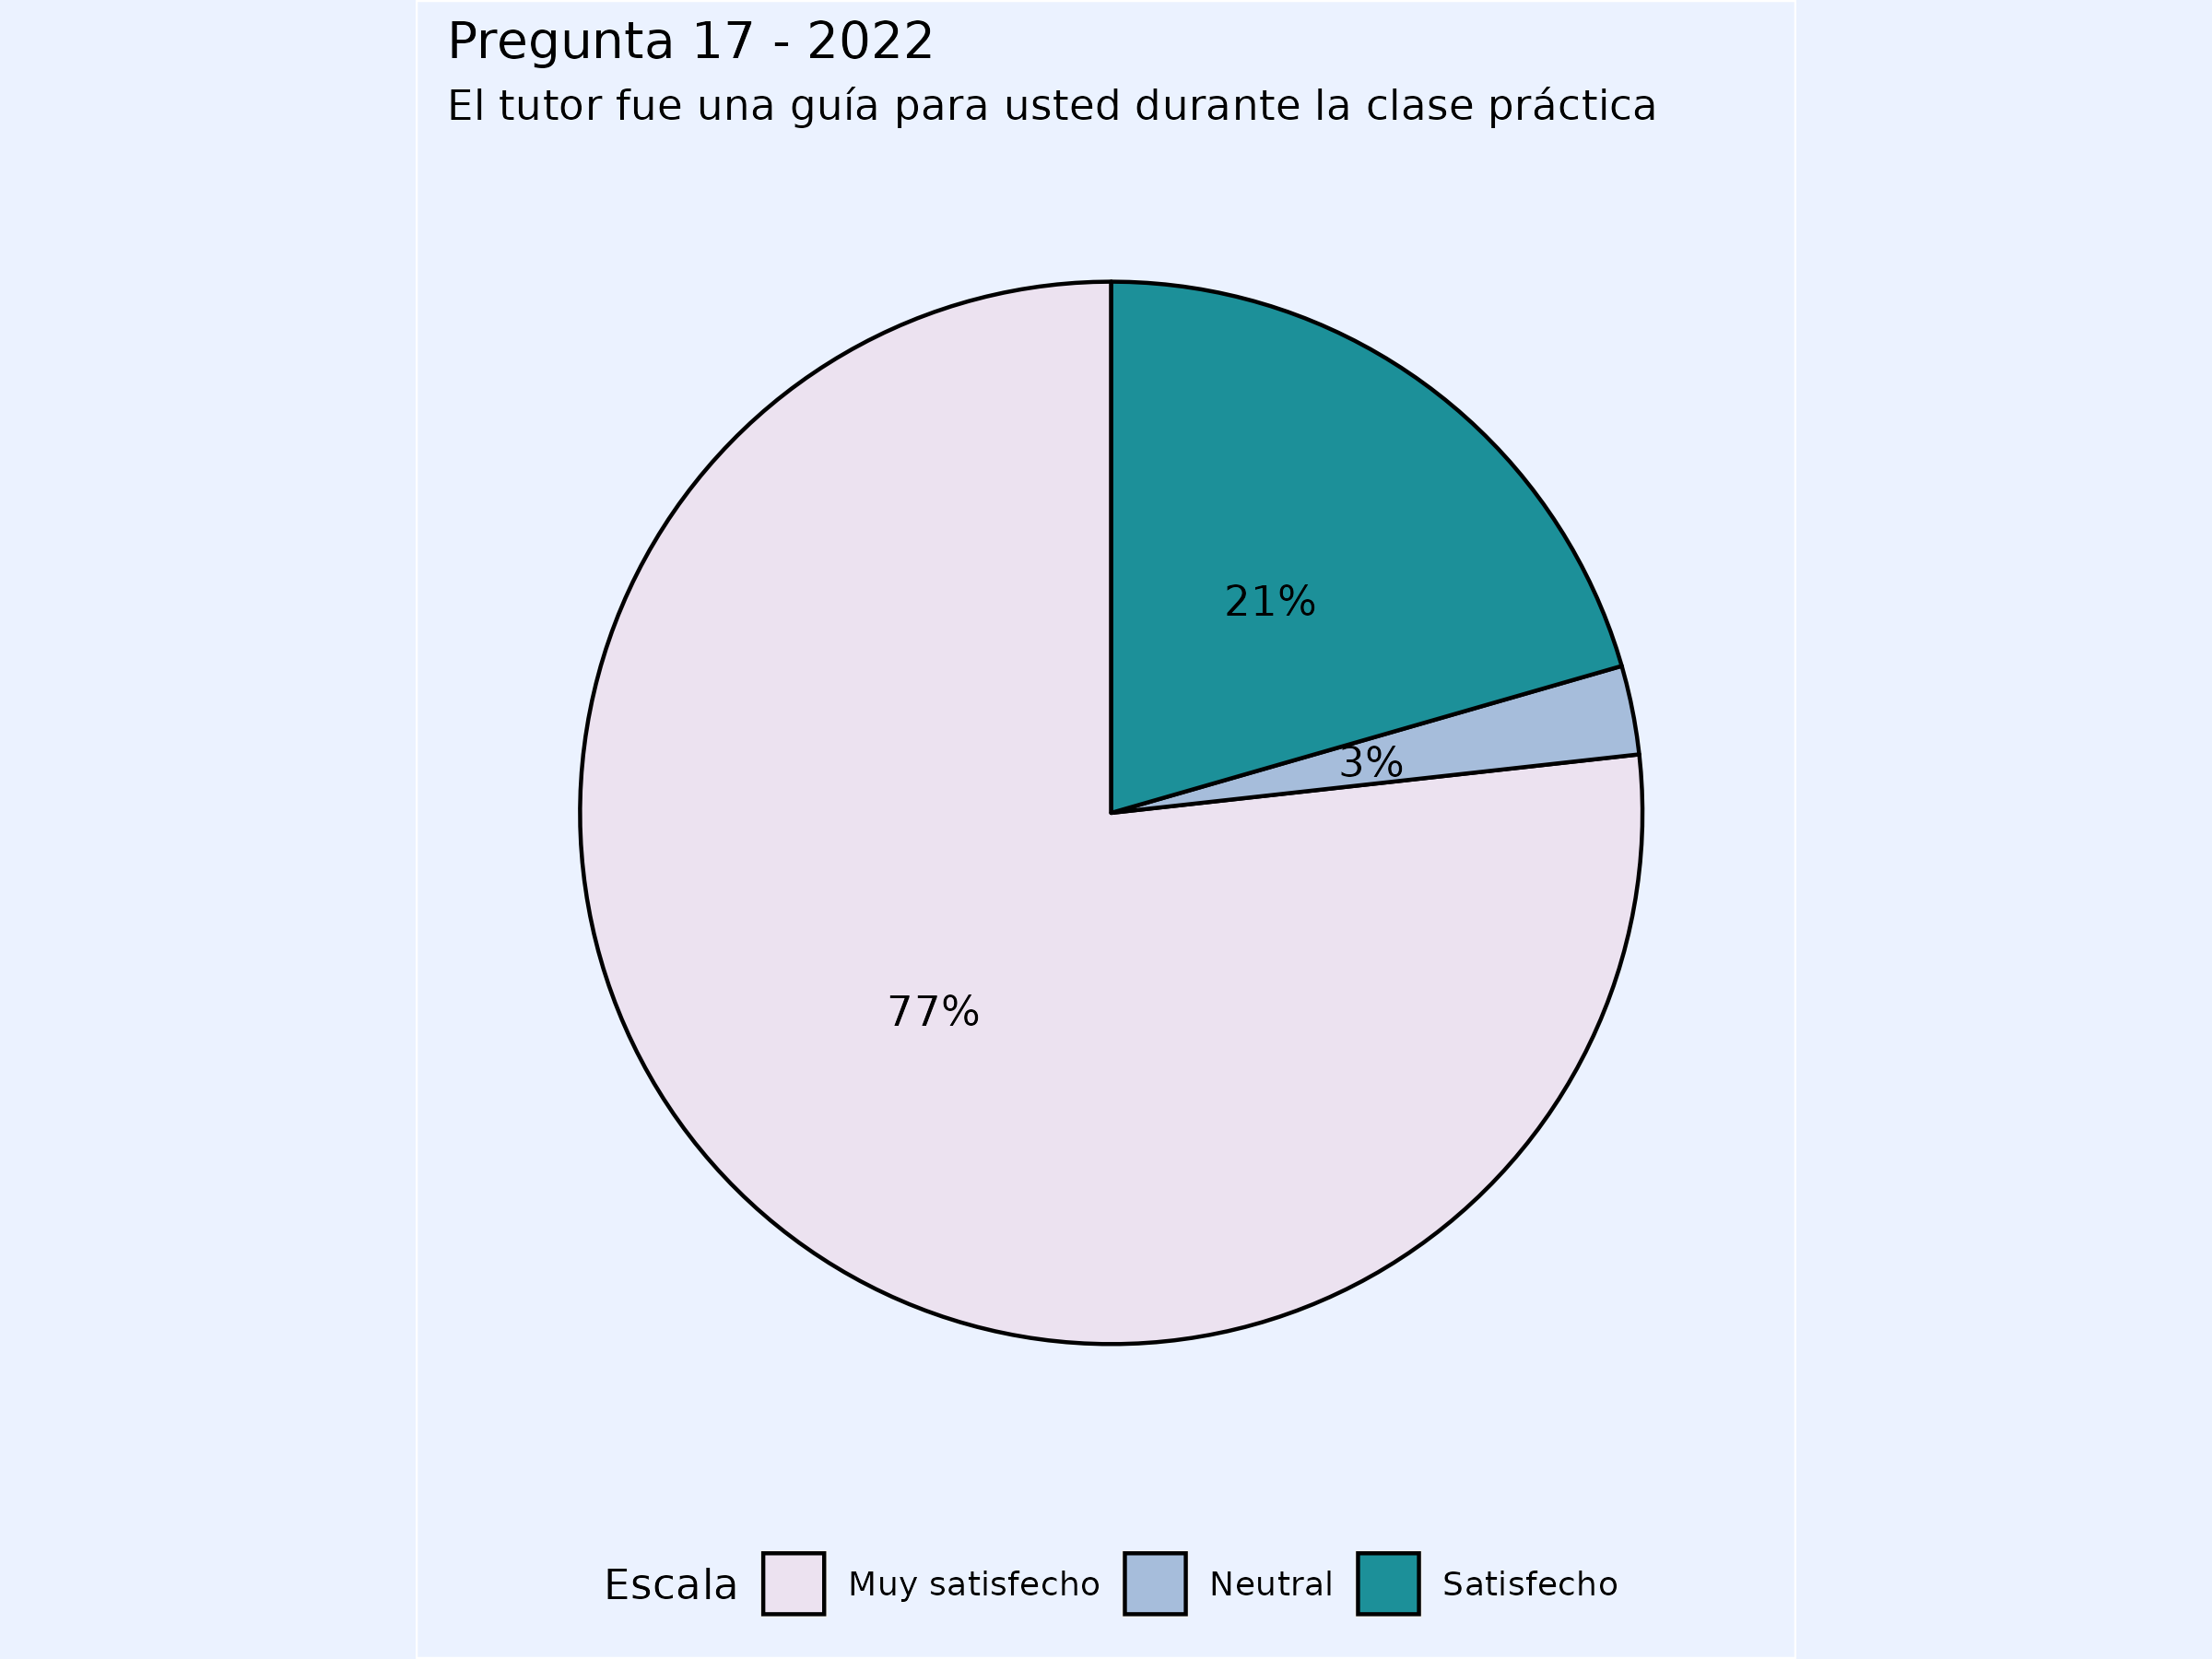 Pregunta 17 - 2022
El tutor fue una guía para usted durante la clase práctica
21%
3%
77%
Escala Muy satisfecho Neutral Satisfecho